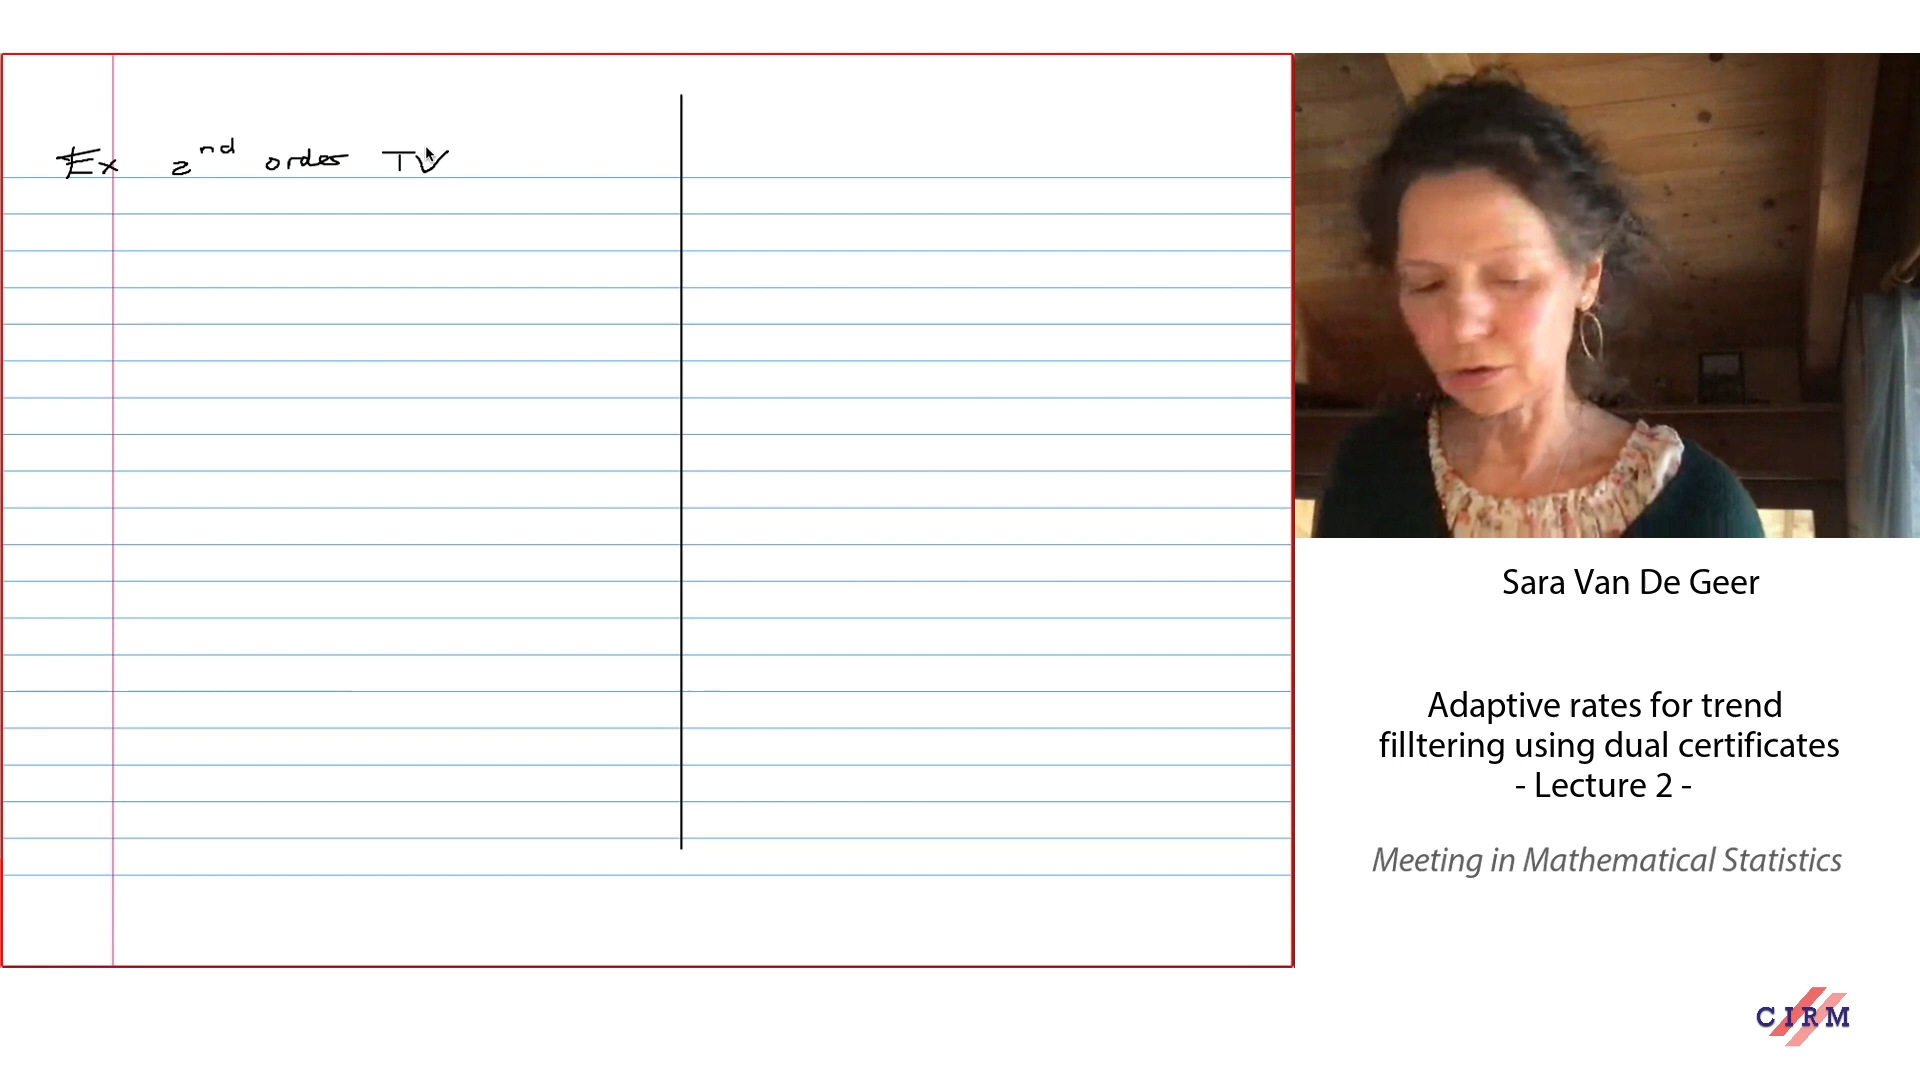 Ex 2nd order TV
Sara Van De Geer
Adaptive rates for trend
filltering using dual certificates
- Lecture 2 -
Meeting in Mathematical Statistics
CIRM